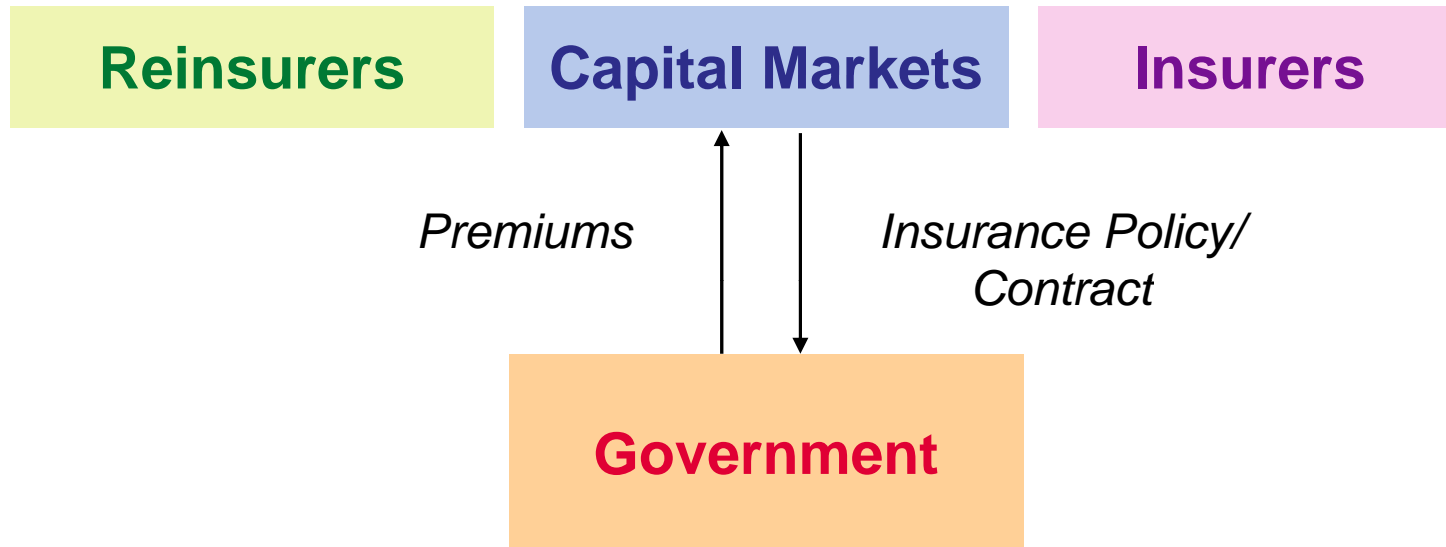 Reinsurers
Capital Markets
Insurers
Premiums
Insurance Policy/
Contract
Government